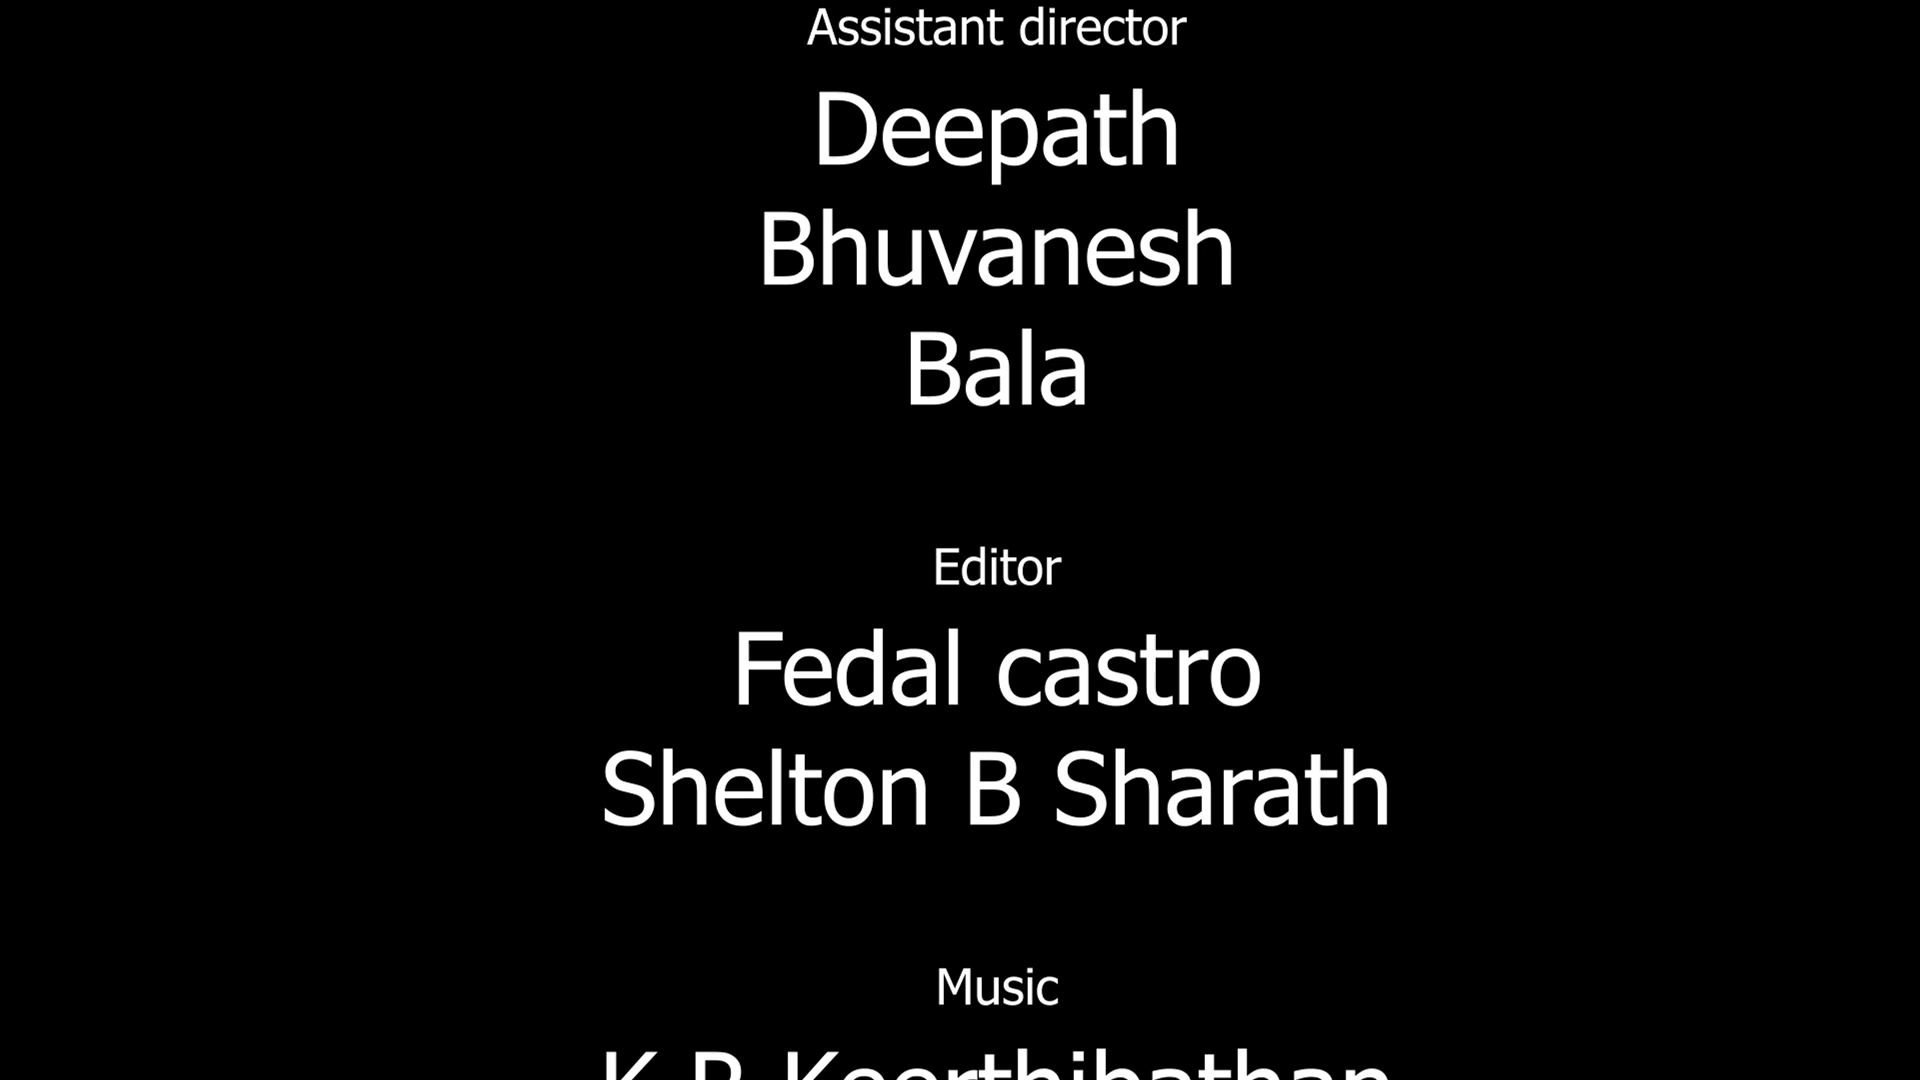 Assistant director
Deepath
Bhuvanesh
Bala
Editor
Fedal castro
Shelton B Sharath
Music